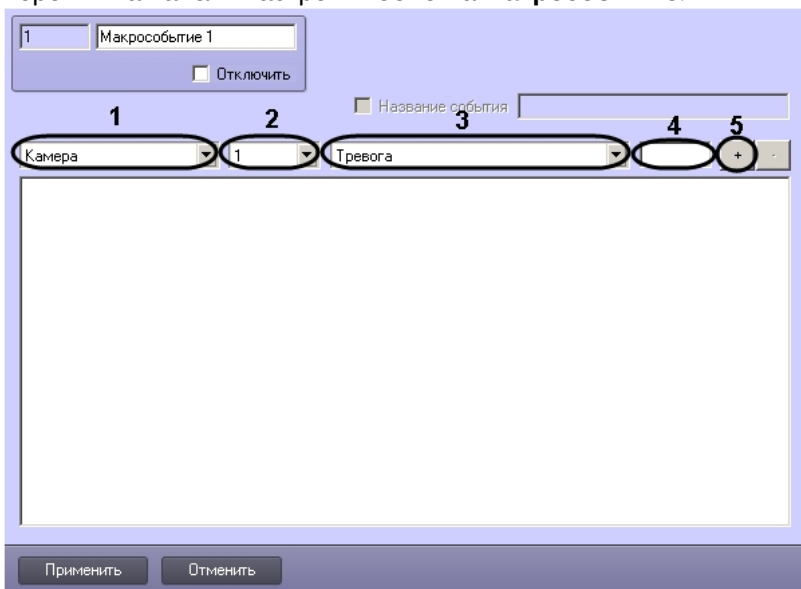 1 Макрособытие 1
Отключить
Название события
1 2 3 4 5
Камера 1 Тревога + -
Применить Отменить